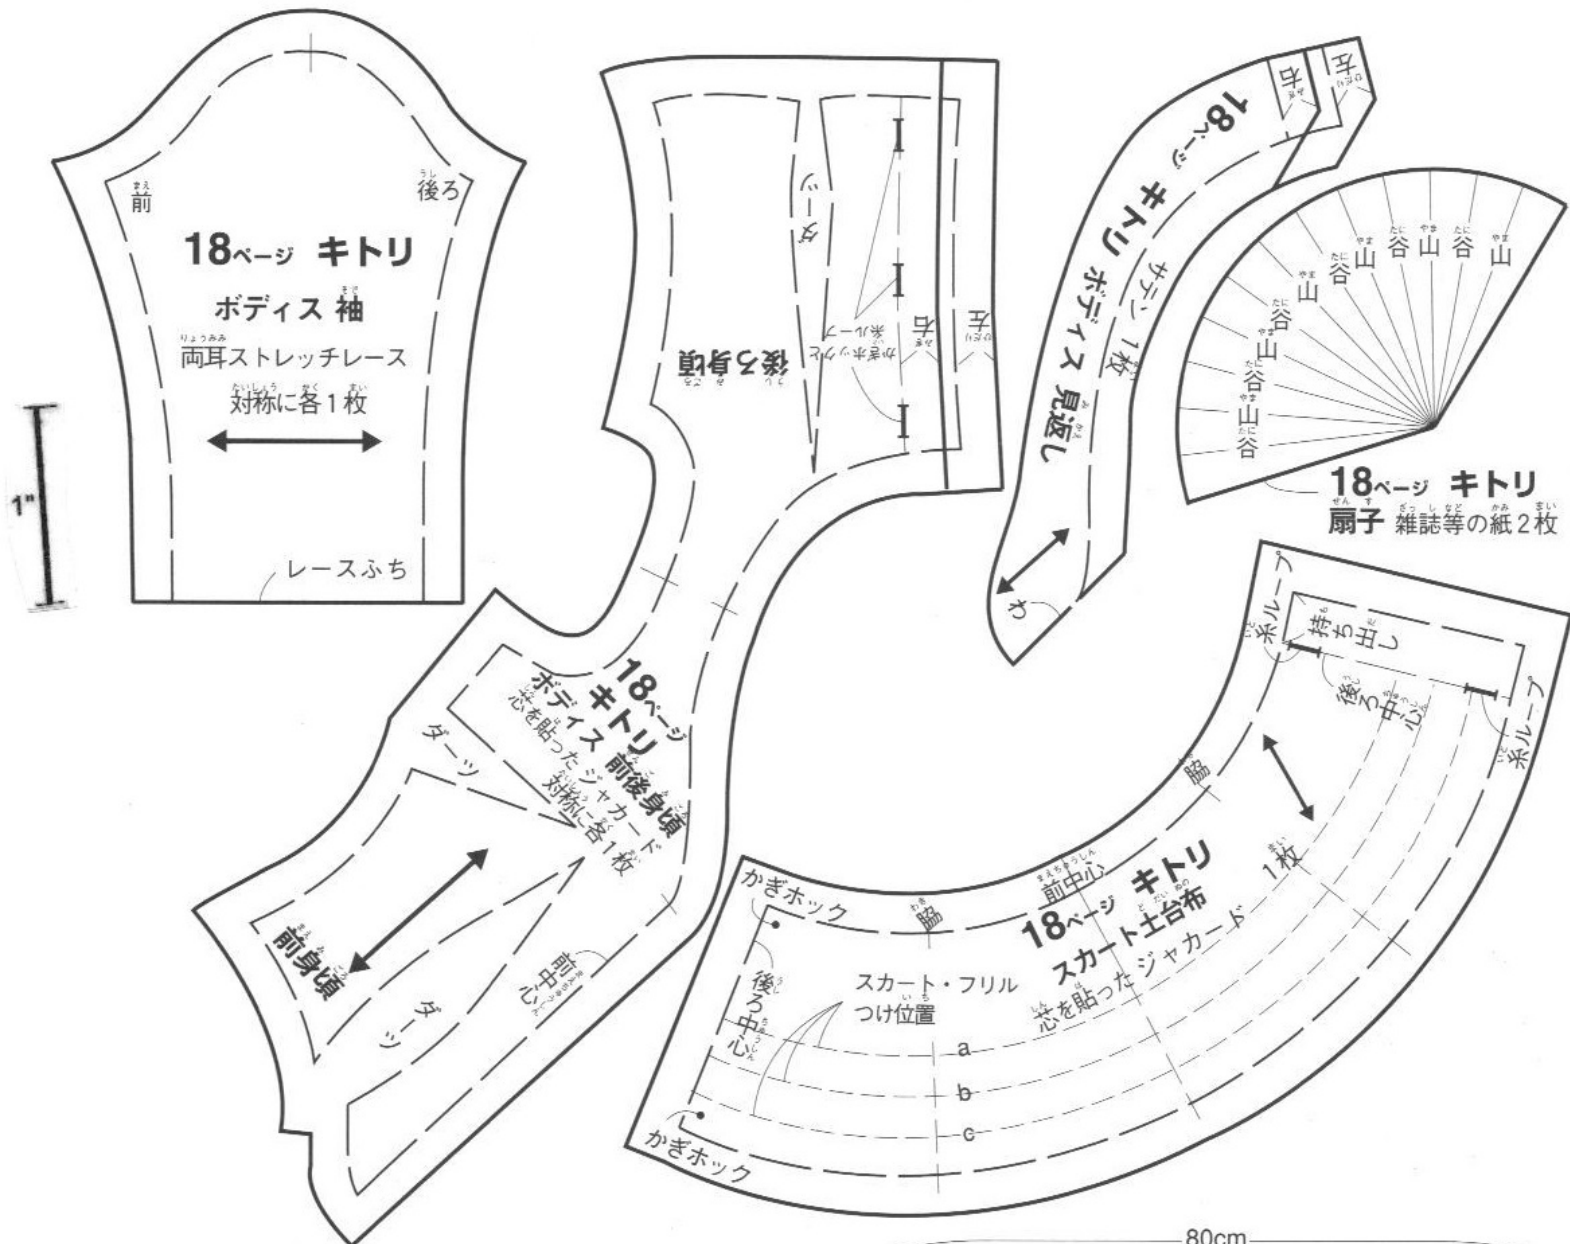 前
後ろ
18ページ キトリ
ボディス 袖
両耳ストレッチレース
対称に各1枚
レースふち
1"
ダーツ
後ろ身頃
かぎホックと
糸ループ
右
左
18ページ
キトリ
ボディス 前後身頃
芯を貼った ジャカード
対称に各1枚
ダーツ
ダーツ
前身頃
前中心
右
左
18ページ キトリ ボディス 見返し
サテン 1枚
わ
谷
山
谷
山
谷
山
谷
山
谷
山
谷
山
18ページ キトリ
扇子 雑誌等の紙2枚
糸ループ
持ち出し
後ろ中心
糸ループ
脇
前中心
脇
かぎホック
後ろ中心
かぎホック
18ページ キトリ
スカート土台布
芯を貼った ジャカード 1枚
スカート・フリル
つけ位置
a
b
c
80cm